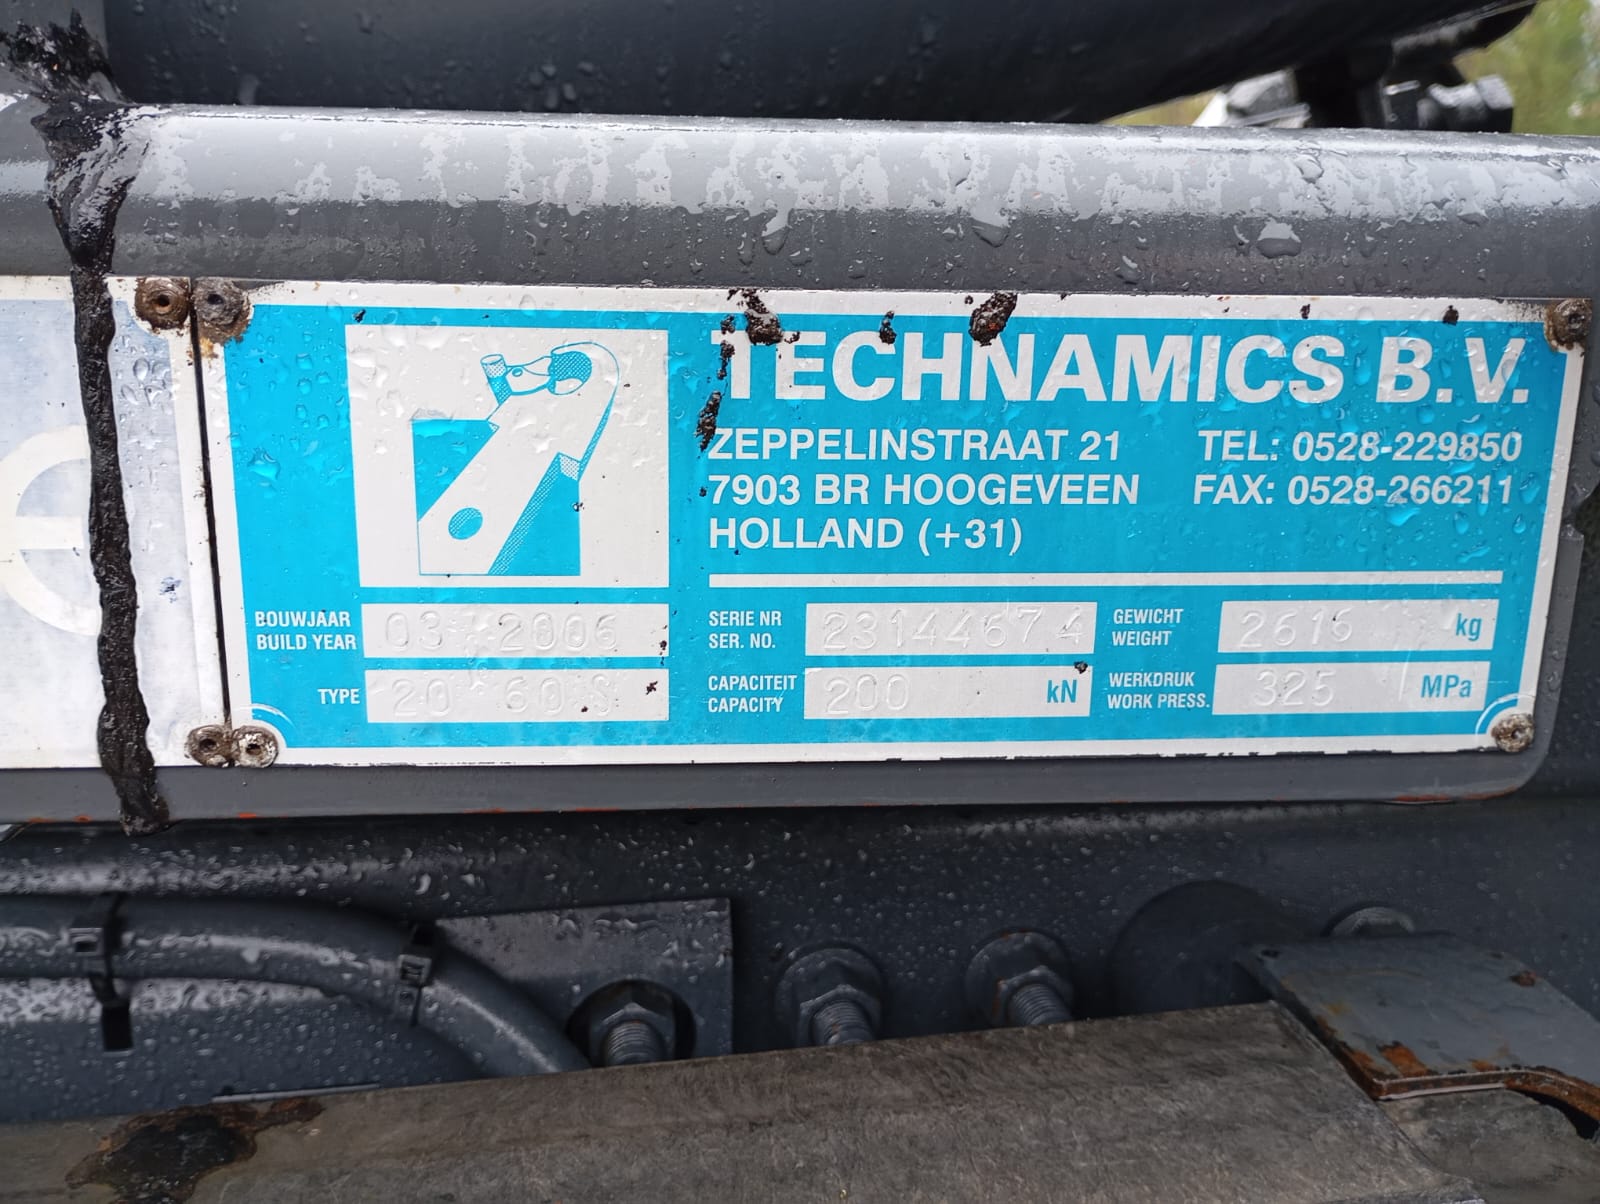 TECHNAMICS B.V.
ZEPPELINSTRAAT 21 TEL: 0528-229850
7903 BR HOOGEVEEN FAX: 0528-266211
HOLLAND (+31)
BOUWJAAR
BUILD YEAR 03 - 2006
SERIE NR
SER. NO. 23144674
GEWICHT
WEIGHT 2616 kg
TYPE 20 60 S
CAPACITEIT
CAPACITY 200 kN
WERKDRUK
WORK PRESS. 325 MPa